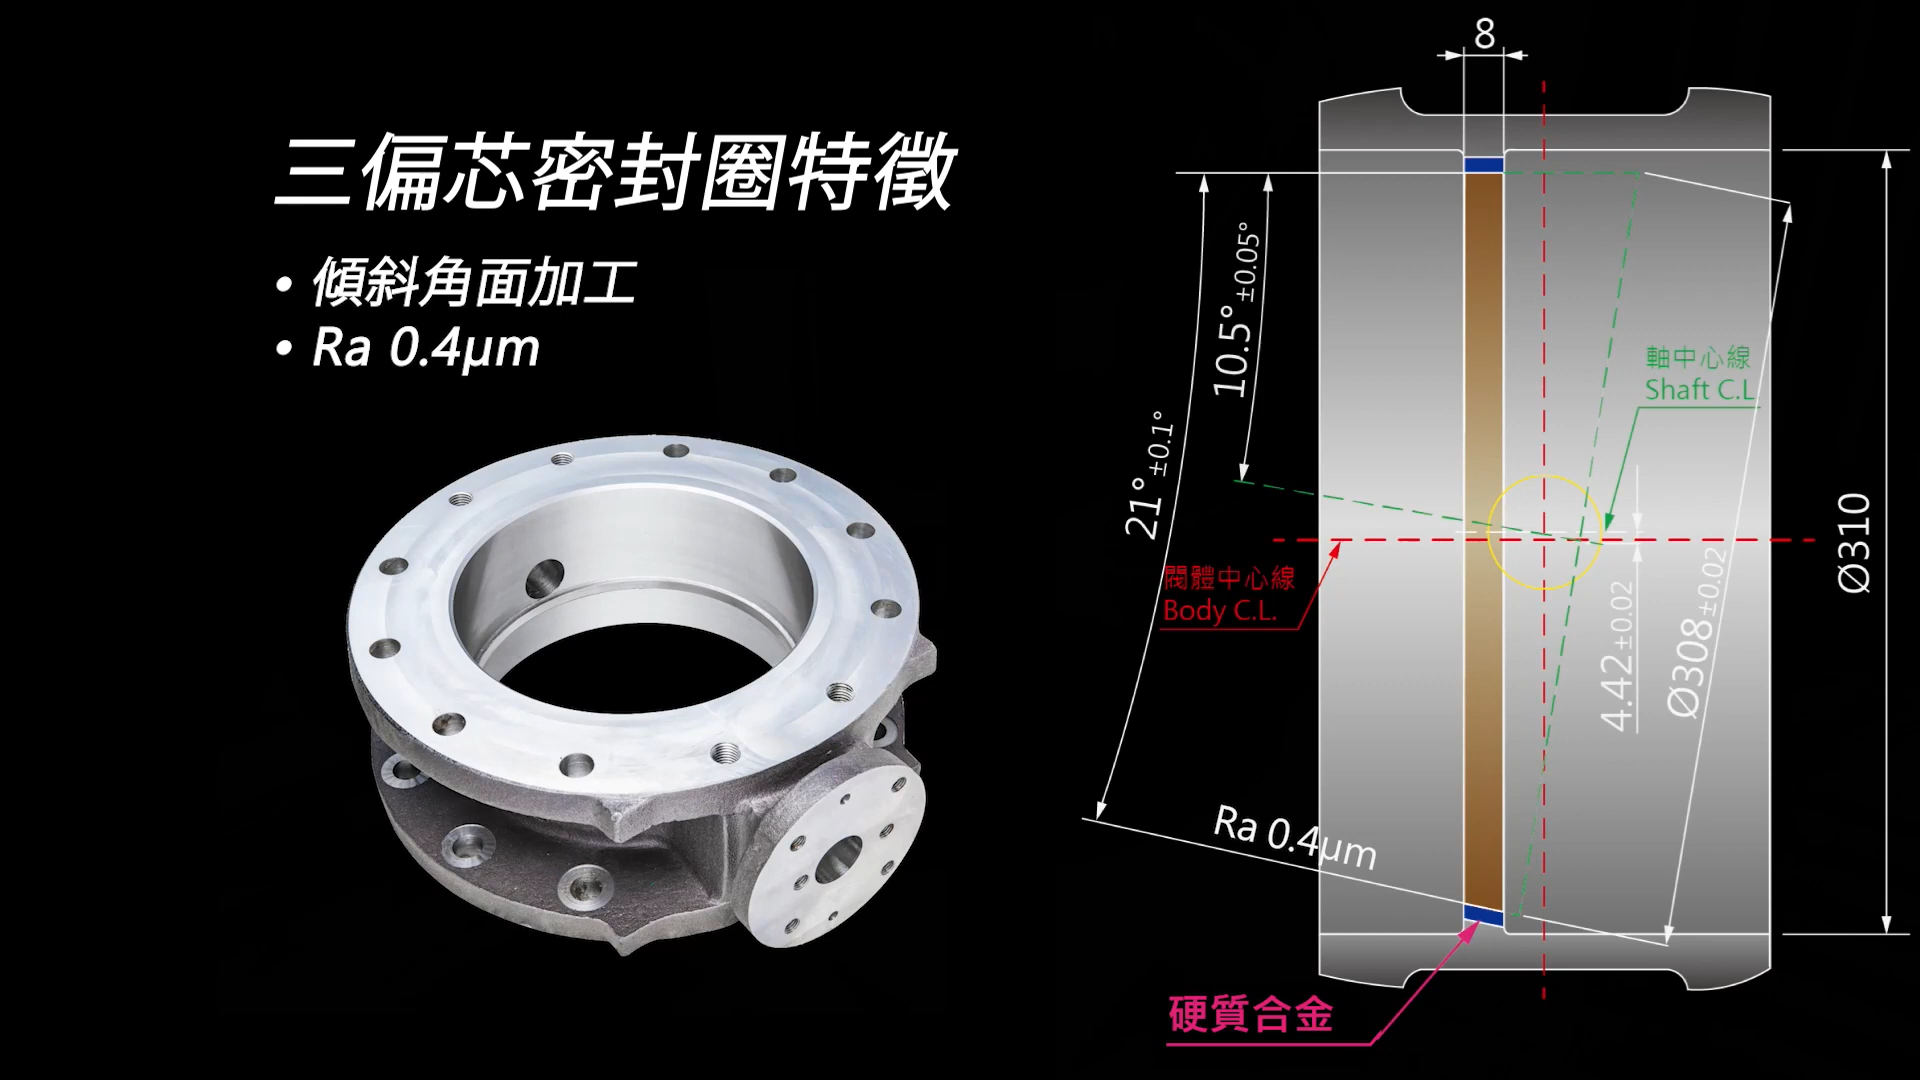 三偏芯密封圈特徵
• 傾斜角面加工
• Ra 0.4µm
8
10.5°±0.05°
21°±0.1°
軸中心線
Shaft C.L
閥體中心線
Body C.L.
4.42±0.02
Ø308±0.02
Ø310
Ra 0.4µm
硬質合金